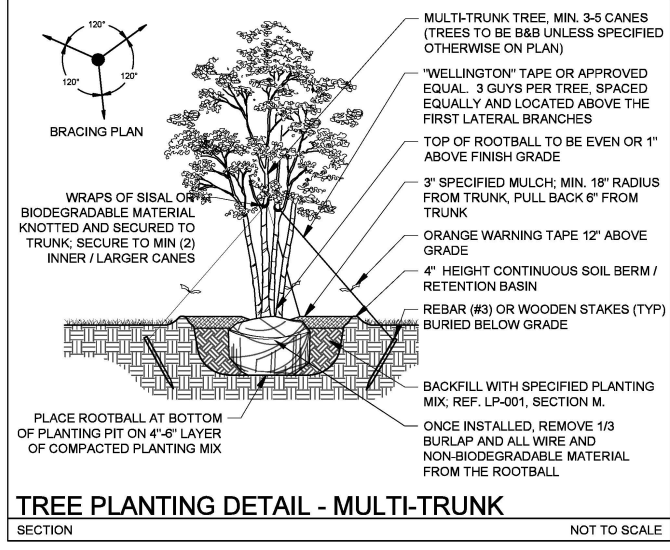 120°
120°
120°
BRACING PLAN
MULTI-TRUNK TREE, MIN. 3-5 CANES
(TREES TO BE B&B UNLESS SPECIFIED
OTHERWISE ON PLAN)
"WELLINGTON" TAPE OR APPROVED
EQUAL. 3 GUYS PER TREE, SPACED
EQUALLY AND LOCATED ABOVE THE
FIRST LATERAL BRANCHES
TOP OF ROOTBALL TO BE EVEN OR 1"
ABOVE FINISH GRADE
3" SPECIFIED MULCH; MIN. 18" RADIUS
FROM TRUNK, PULL BACK 6" FROM
TRUNK
WRAPS OF SISAL OR
BIODEGRADABLE MATERIAL
KNOTTED AND SECURED TO
TRUNK; SECURE TO MIN (2)
INNER / LARGER CANES
ORANGE WARNING TAPE 12" ABOVE
GRADE
4" HEIGHT CONTINUOUS SOIL BERM /
RETENTION BASIN
REBAR (#3) OR WOODEN STAKES (TYP)
BURIED BELOW GRADE
BACKFILL WITH SPECIFIED PLANTING
MIX; REF. LP-001, SECTION M.
PLACE ROOTBALL AT BOTTOM
OF PLANTING PIT ON 4"-6" LAYER
OF COMPACTED PLANTING MIX
ONCE INSTALLED, REMOVE 1/3
BURLAP AND ALL WIRE AND
NON-BIODEGRADABLE MATERIAL
FROM THE ROOTBALL
TREE PLANTING DETAIL - MULTI-TRUNK
SECTION
NOT TO SCALE